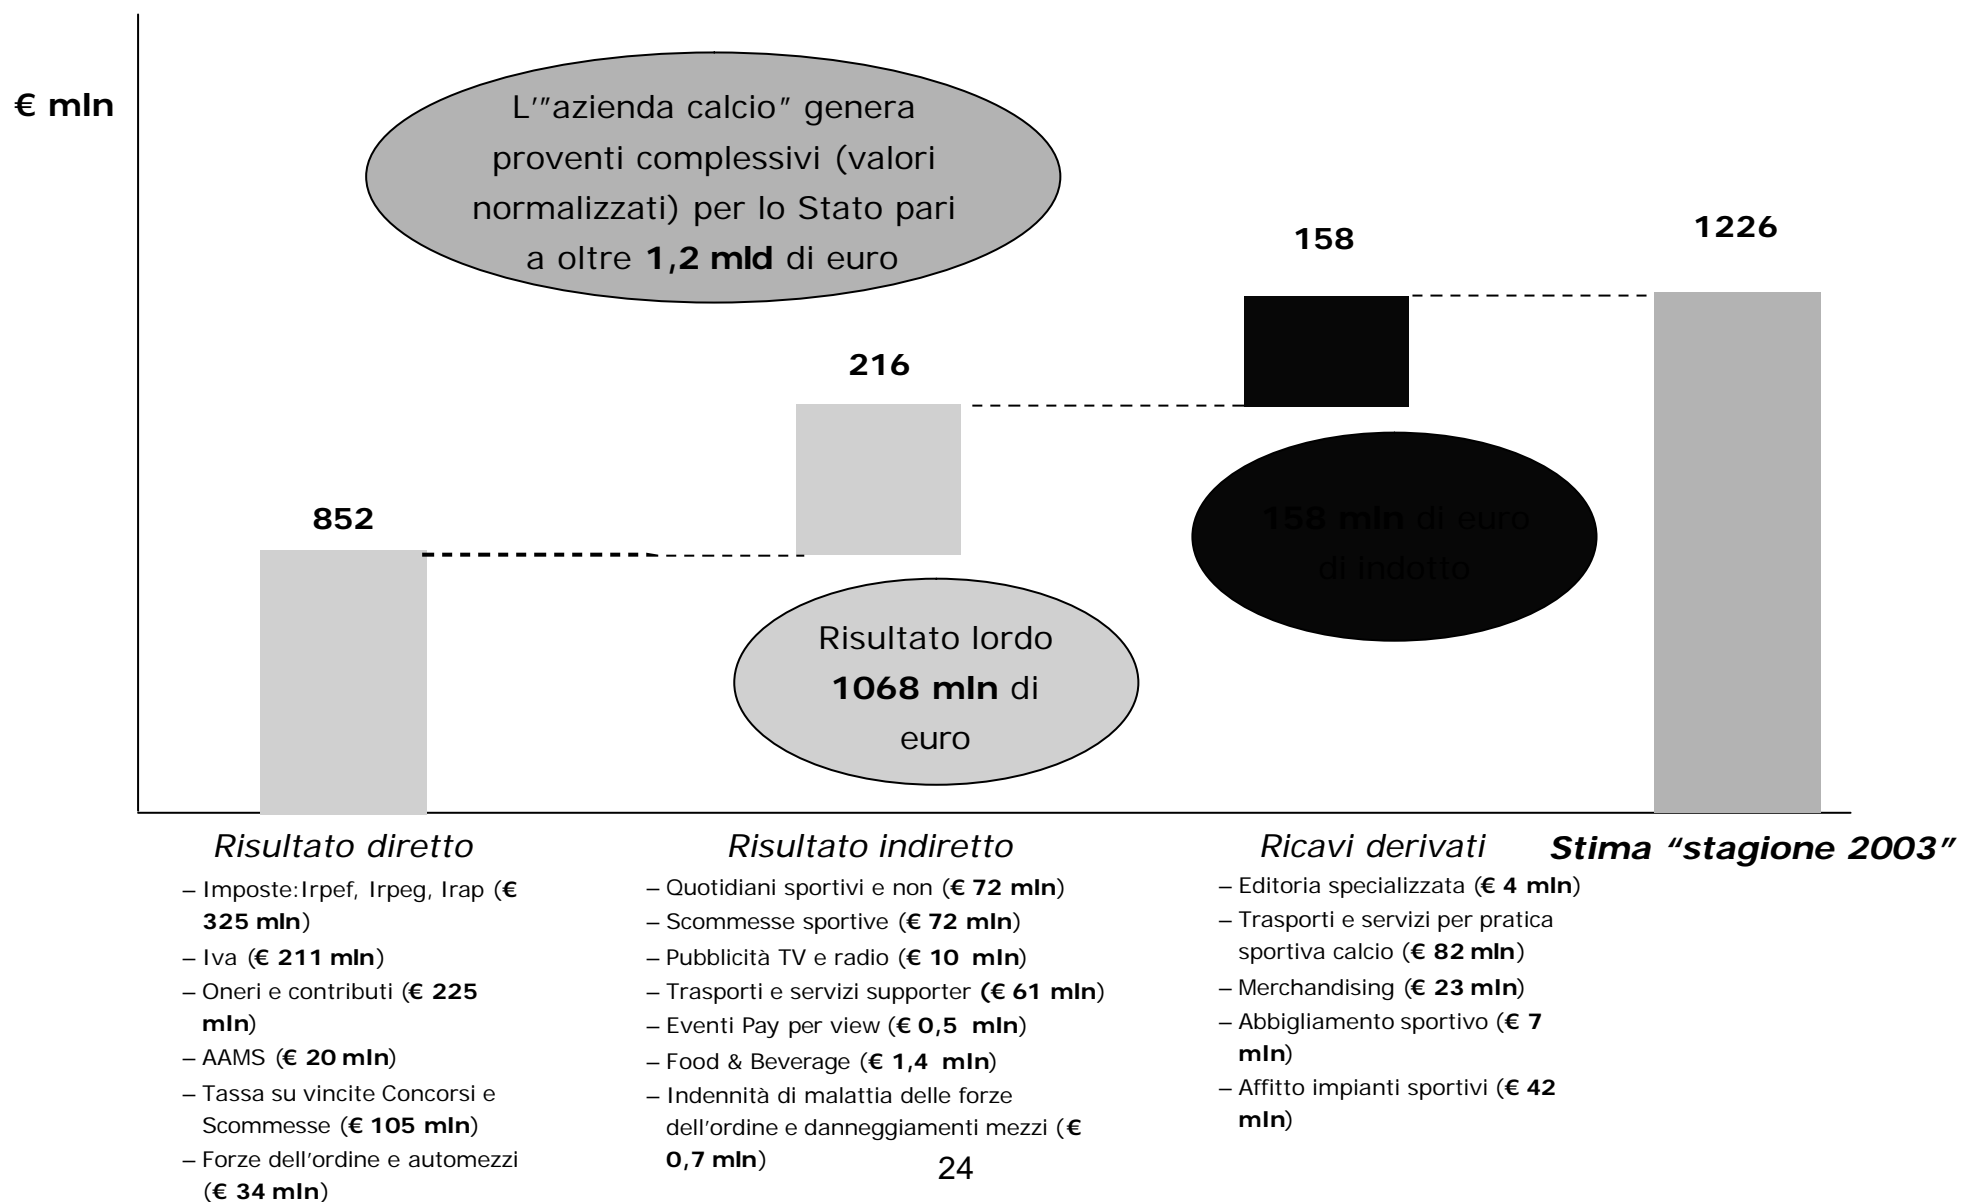 € mln
L'"azienda calcio" genera
proventi complessivi (valori
normalizzati) per lo Stato pari
a oltre 1,2 mld di euro
852
216
158
1226
158 mln di euro
di indotto
Risultato lordo
1068 mln di
euro
Risultato diretto
– Imposte:Irpef, Irpeg, Irap (€
325 mln)
– Iva (€ 211 mln)
– Oneri e contributi (€ 225
mln)
– AAMS (€ 20 mln)
– Tassa su vincite Concorsi e
Scommesse (€ 105 mln)
– Forze dell'ordine e automezzi
(€ 34 mln)
Risultato indiretto
– Quotidiani sportivi e non (€ 72 mln)
– Scommesse sportive (€ 72 mln)
– Pubblicità TV e radio (€ 10 mln)
– Trasporti e servizi supporter (€ 61 mln)
– Eventi Pay per view (€ 0,5 mln)
– Food & Beverage (€ 1,4 mln)
– Indennità di malattia delle forze
dell'ordine e danneggiamenti mezzi (€
0,7 mln)
Ricavi derivati
– Editoria specializzata (€ 4 mln)
– Trasporti e servizi per pratica
sportiva calcio (€ 82 mln)
– Merchandising (€ 23 mln)
– Abbigliamento sportivo (€ 7
mln)
– Affitto impianti sportivi (€ 42
mln)
Stima “stagione 2003”
24